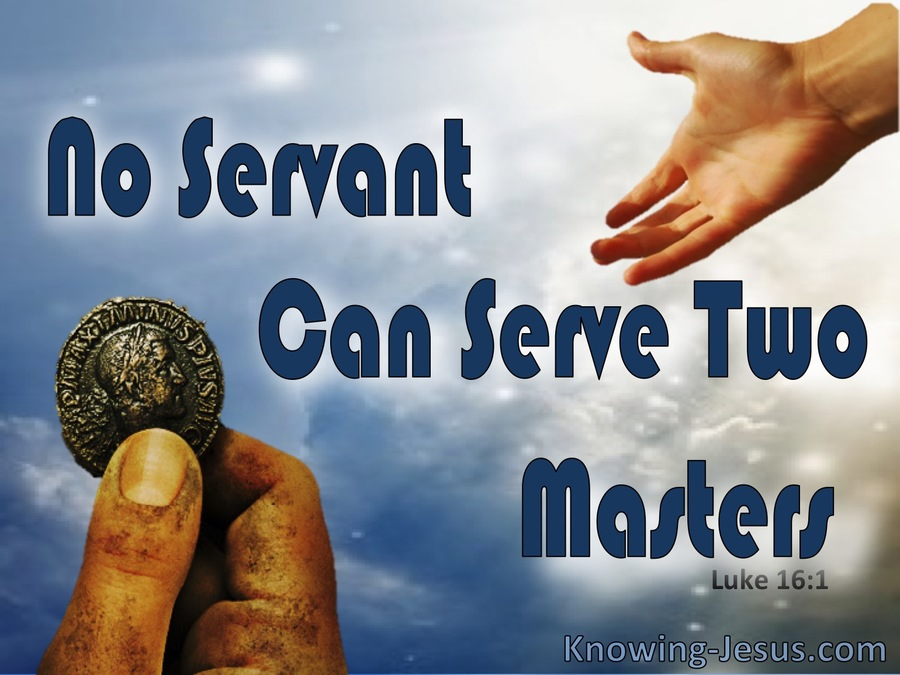 No Servant
Can Serve Two
Masters
Luke 16:1
Knowing-Jesus.com